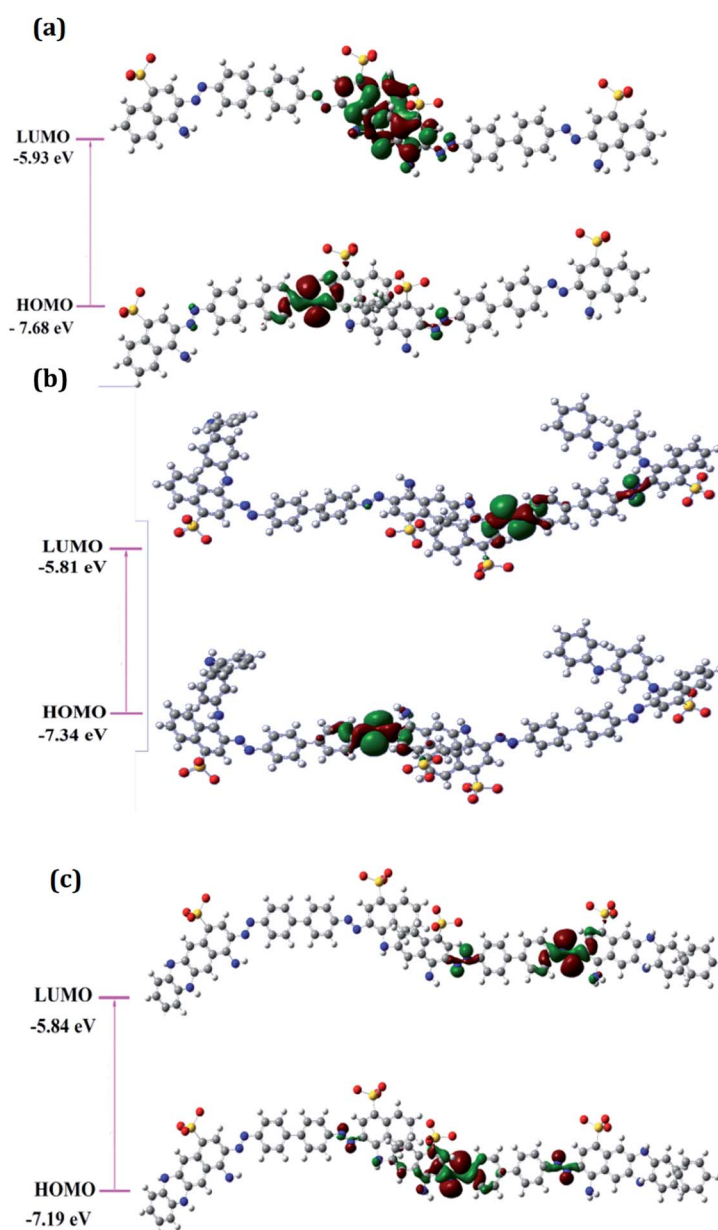 (a)
LUMO
-5.93 eV
HOMO
- 7.68 eV
(b)
LUMO
-5.81 eV
HOMO
-7.34 eV
(c)
LUMO
-5.84 eV
HOMO
-7.19 eV